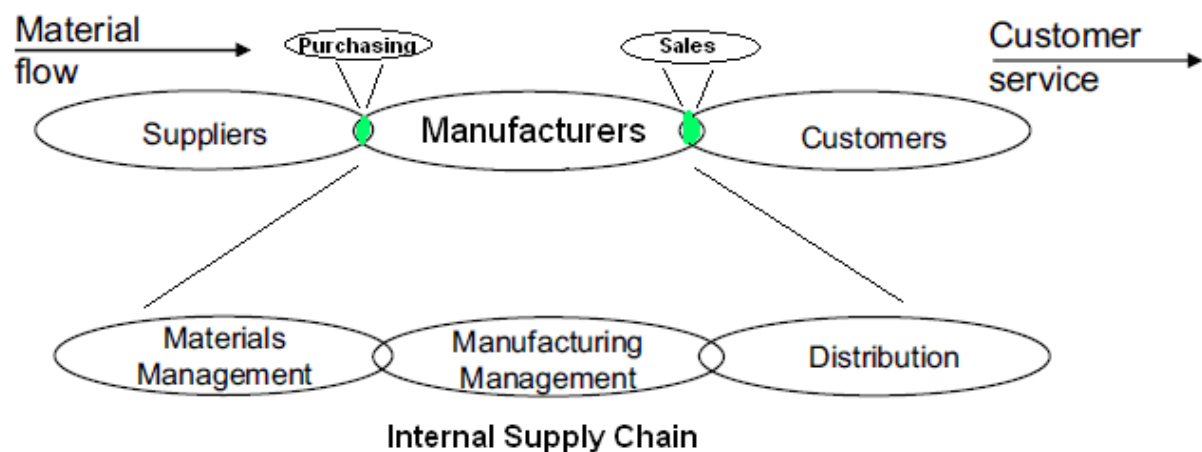 Material
flow
Purchasing
Sales
Customer
service
Suppliers
Manufacturers
Customers
Materials
Management
Manufacturing
Management
Distribution
Internal Supply Chain